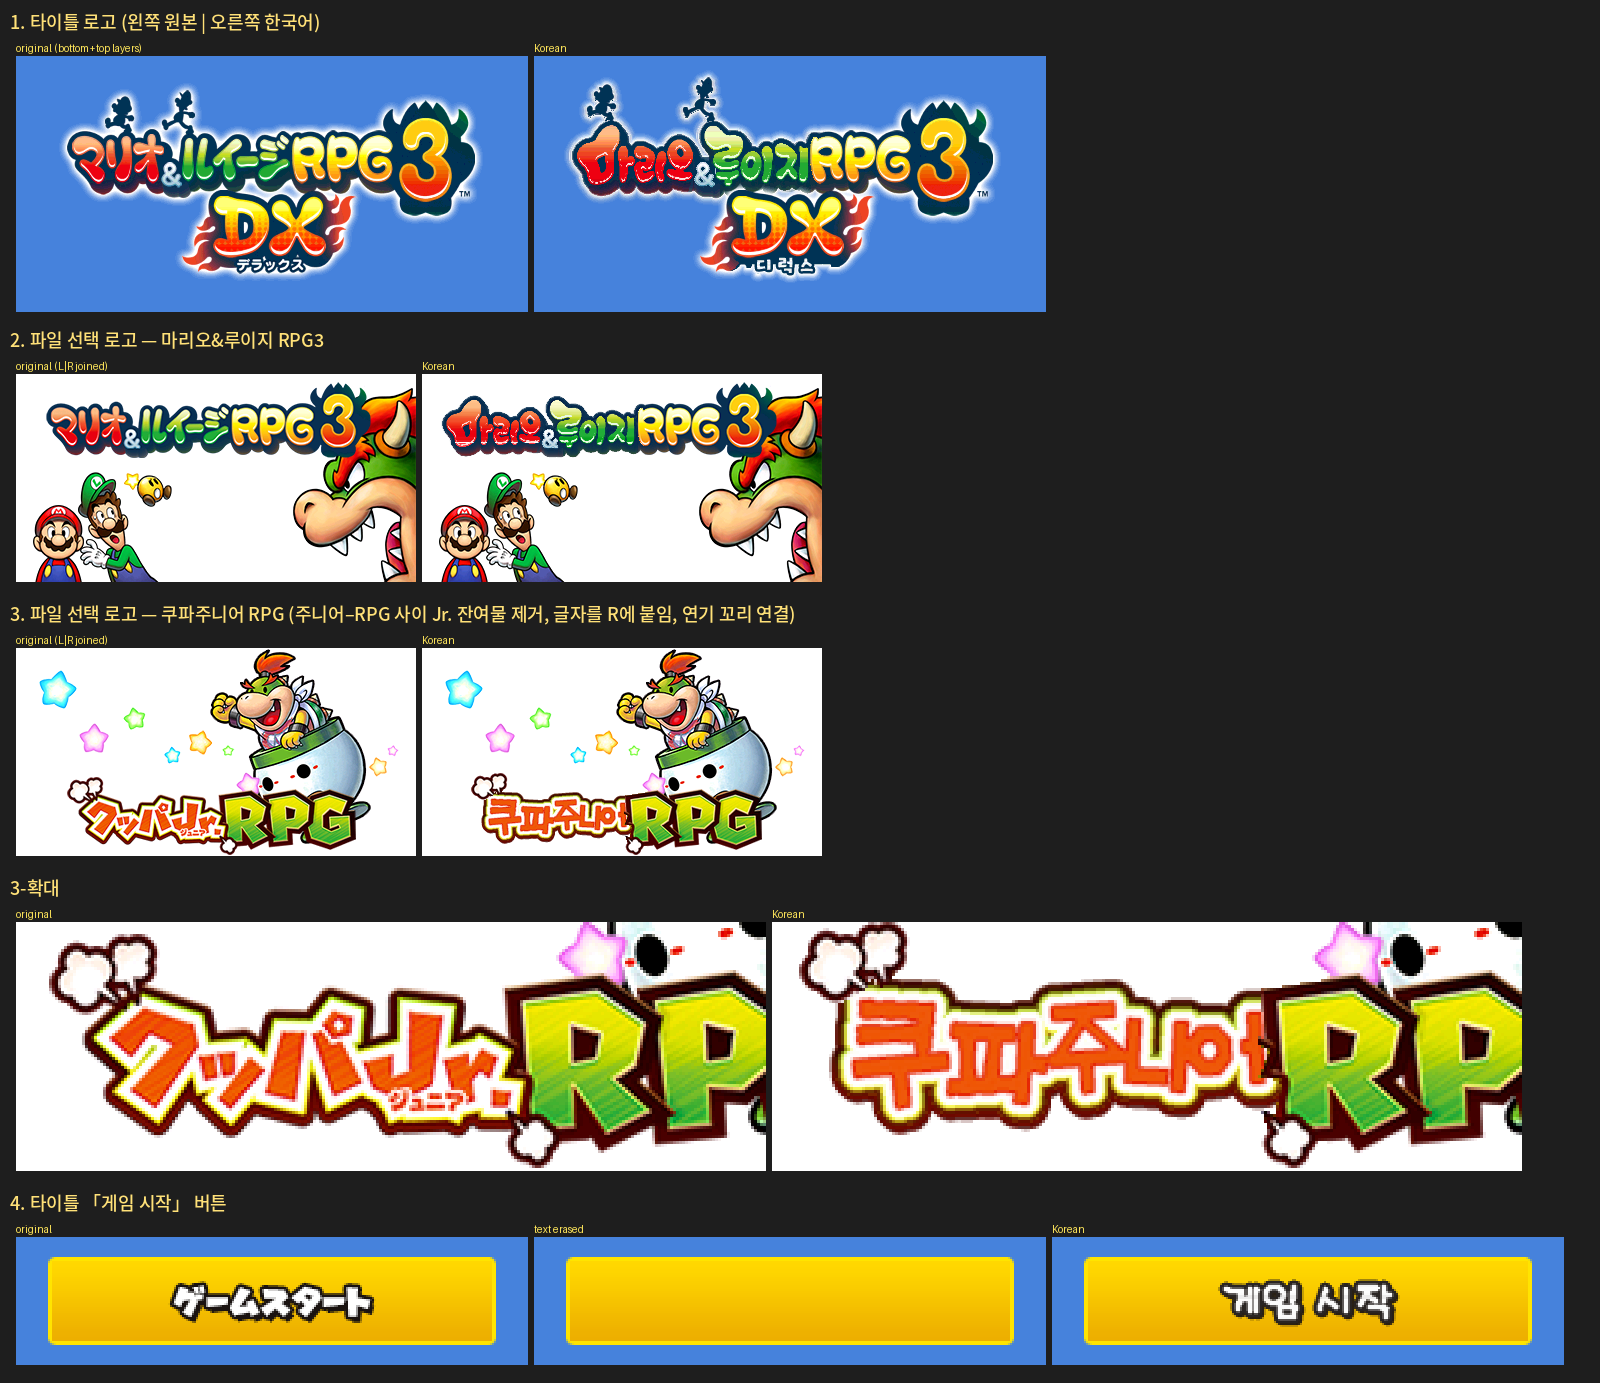 1. 타이틀 로고 (왼쪽 원본 | 오른쪽 한국어)
original (bottom+top layers)
Korean
マリオ&ルイージRPG3
TM
DX
デラックス
마리오&루이지RPG3
TM
DX
디럭스
2. 파일 선택 로고 — 마리오&루이지 RPG3
original (L|R joined)
Korean
マリオ&ルイージRPG3
L
M
마리오&루이지RPG3
L
M
3. 파일 선택 로고 — 쿠파주니어 RPG (주니어–RPG 사이 Jr. 잔여물 제거, 글자를 R에 붙임, 연기 꼬리 연결)
original (L|R joined)
Korean
クッパJr.RPG
ジュニア
쿠파주니어RPG
3-확대
original
Korean
クッパJr.RP
ジュニア
쿠파주니어RP
4. 타이틀 「게임 시작」 버튼
original
text erased
Korean
ゲームスタート
게임 시작